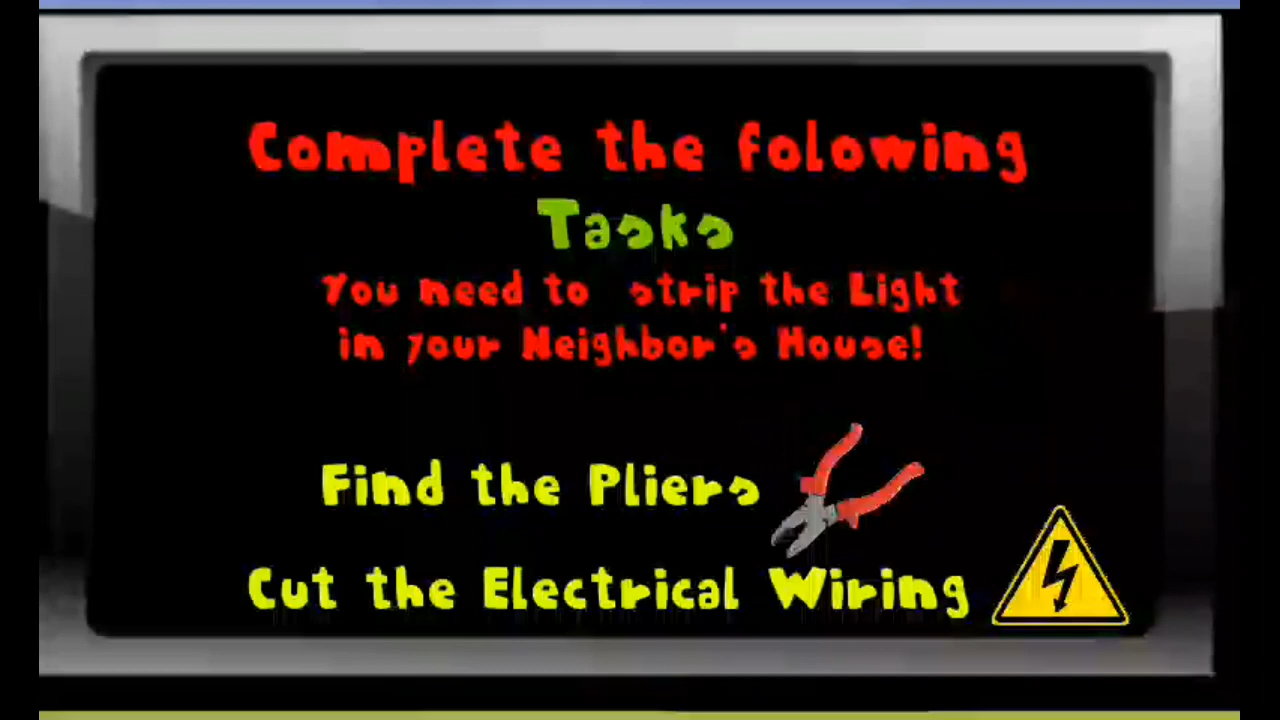 Complete the folowing
Tasks
You need to strip the Light
in your Neighbor's House!
Find the Pliers
Cut the Electrical Wiring